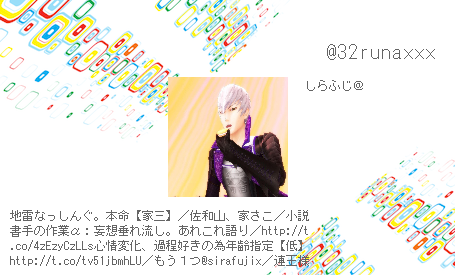 @32runaxxx
しらふじ@
地雷なっしんぐ。本命【家三】／佐和山、家さこ／小説
書手の作業α：妄想垂れ流し。あれこれ語り／http://t
.co/4zEzyCzLLs心情変化、過程好きの為年齢指定【低】
http://t.co/tv51jbmhLU／もう１つ@sirafujix／連王様